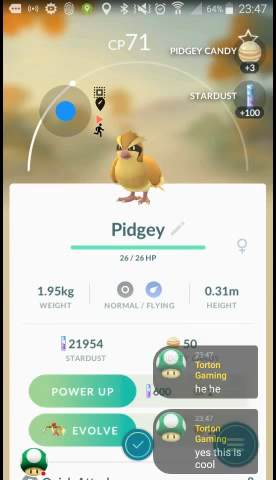 64% 23:47
CP71
PIDGEY CANDY
+3
STARDUST
+100
Pidgey
26 / 26 HP
1.95kg
WEIGHT
NORMAL / FLYING
0.31m
HEIGHT
21954
STARDUST
50
POWER UP
600
23:47
Torton
Gaming
he he
EVOLVE
23:47
Torton
Gaming
yes this is
cool